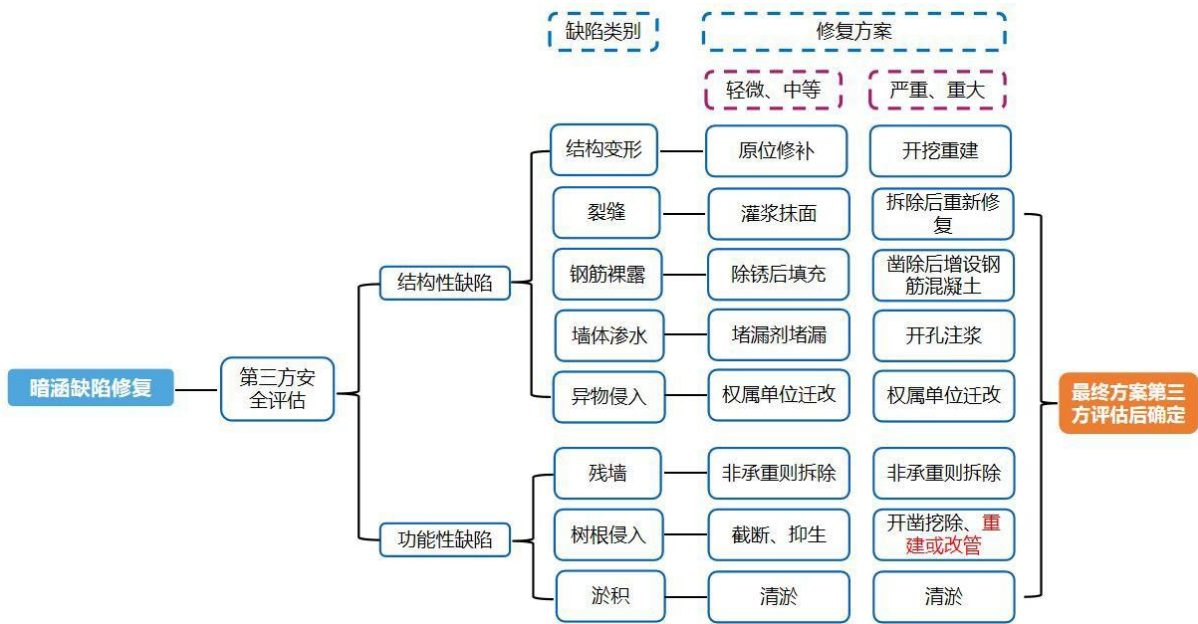 缺陷类别
修复方案
轻微、中等
严重、重大
结构变形
原位修补
开挖重建
裂缝
灌浆抹面
拆除后重新修
复
结构性缺陷
钢筋裸露
除锈后填充
凿除后增设钢
筋混凝土
墙体渗水
堵漏剂堵漏
开孔注浆
暗涵缺陷修复
第三方安
全评估
异物侵入
权属单位迁改
权属单位迁改
最终方案第三
方评估后确定
残墙
非承重则拆除
非承重则拆除
功能性缺陷
树根侵入
截断、抑生
开凿挖除、重
建或改管
淤积
清淤
清淤